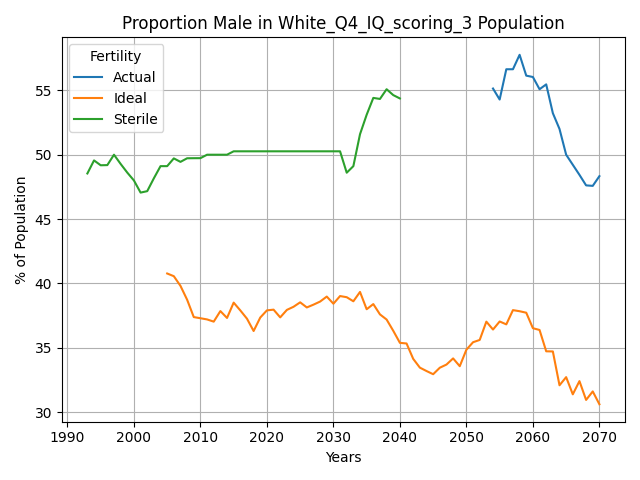 Proportion Male in White_Q4_IQ_scoring_3 Population
Fertility
Actual
Ideal
Sterile
% of Population
55
50
45
40
35
30
1990 2000 2010 2020 2030 2040 2050 2060 2070
Years